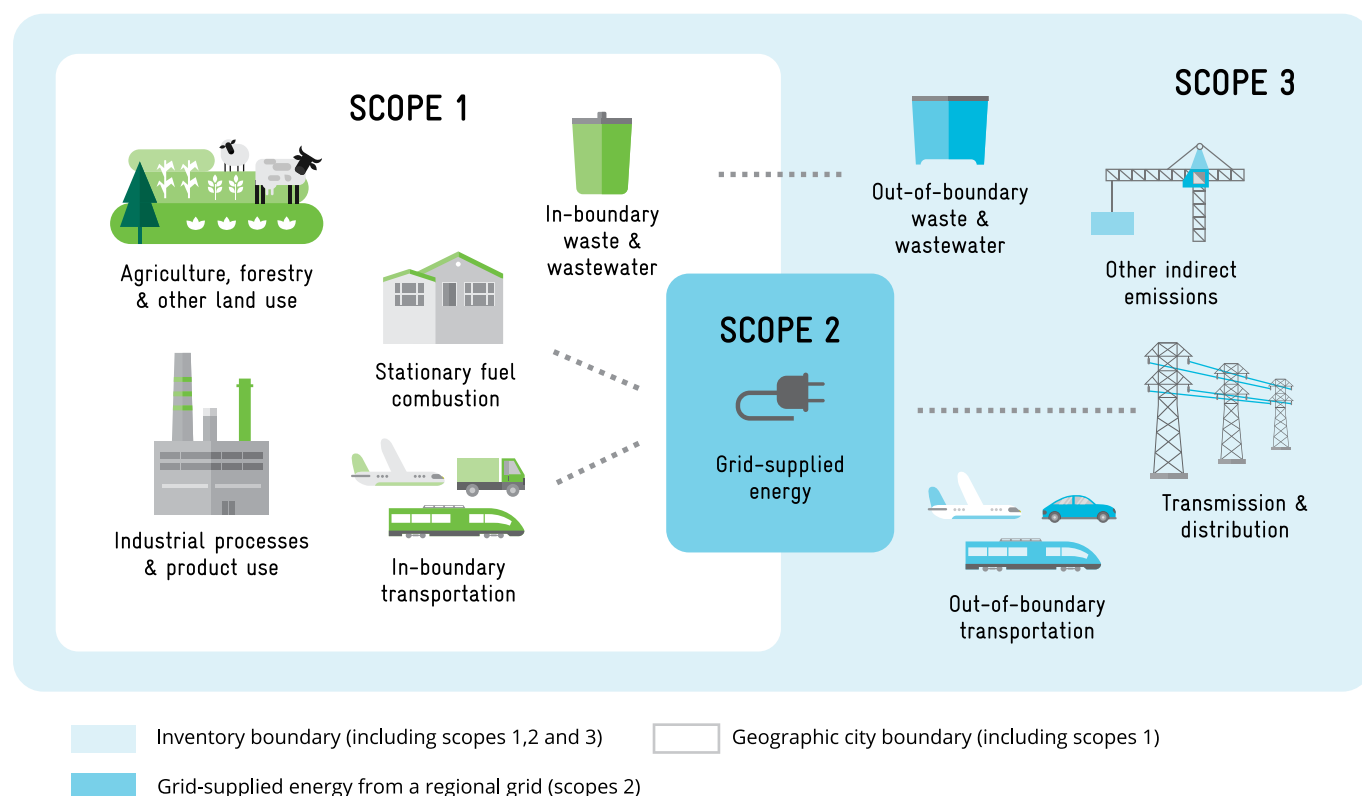 SCOPE 1
Agriculture, forestry
& other land use
In-boundary
waste &
wastewater
Stationary fuel
combustion
Industrial processes
& product use
In-boundary
transportation
SCOPE 2
Grid-supplied
energy
SCOPE 3
Out-of-boundary
waste &
wastewater
Other indirect
emissions
Transmission &
distribution
Out-of-boundary
transportation
Inventory boundary (including scopes 1,2 and 3)
Geographic city boundary (including scopes 1)
Grid-supplied energy from a regional grid (scopes 2)